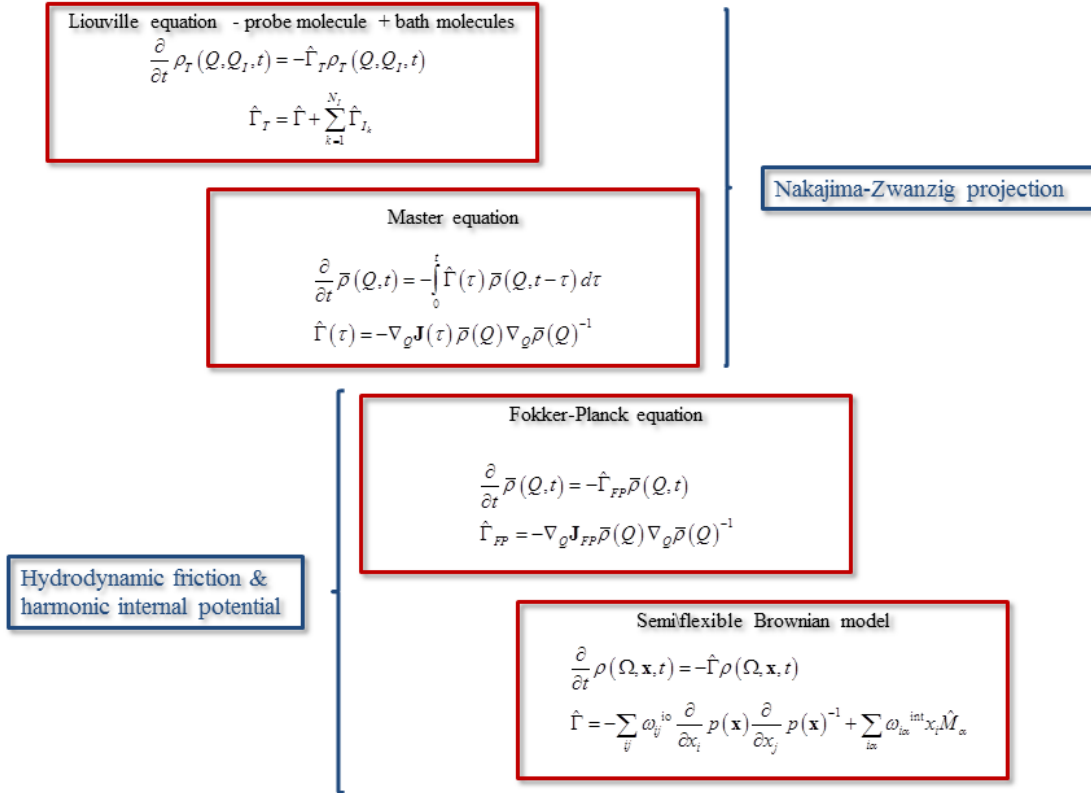 Liouville equation - probe molecule + bath molecules
∂/∂t ρ_T(Q,Q_I,t) = −Γ̂_T ρ_T(Q,Q_I,t)
Γ̂_T = Γ̂ + ∑_{k=1}^{N_I} Γ̂_{I_k}
Nakajima-Zwanzig projection
Master equation
∂/∂t ρ̄(Q,t) = −∫_0^t Γ̂(τ) ρ̄(Q,t−τ) dτ
Γ̂(τ) = −∇_Q J(τ) ρ̄(Q) ∇_Q ρ̄(Q)^{−1}
Fokker-Planck equation
∂/∂t ρ̄(Q,t) = −Γ̂_{FP} ρ̄(Q,t)
Γ̂_{FP} = −∇_Q J_{FP} ρ̄(Q) ∇_Q ρ̄(Q)^{−1}
Hydrodynamic friction &
harmonic internal potential
Semi\flexible Brownian model
∂/∂t ρ(Ω,x,t) = −Γ̂ρ(Ω,x,t)
Γ̂ = −∑_{ij} ω_{ij}^{io} ∂/∂x_i p(x) ∂/∂x_j p(x)^{−1} + ∑_{iα} ω_{iα}^{int} x_i M̂_α